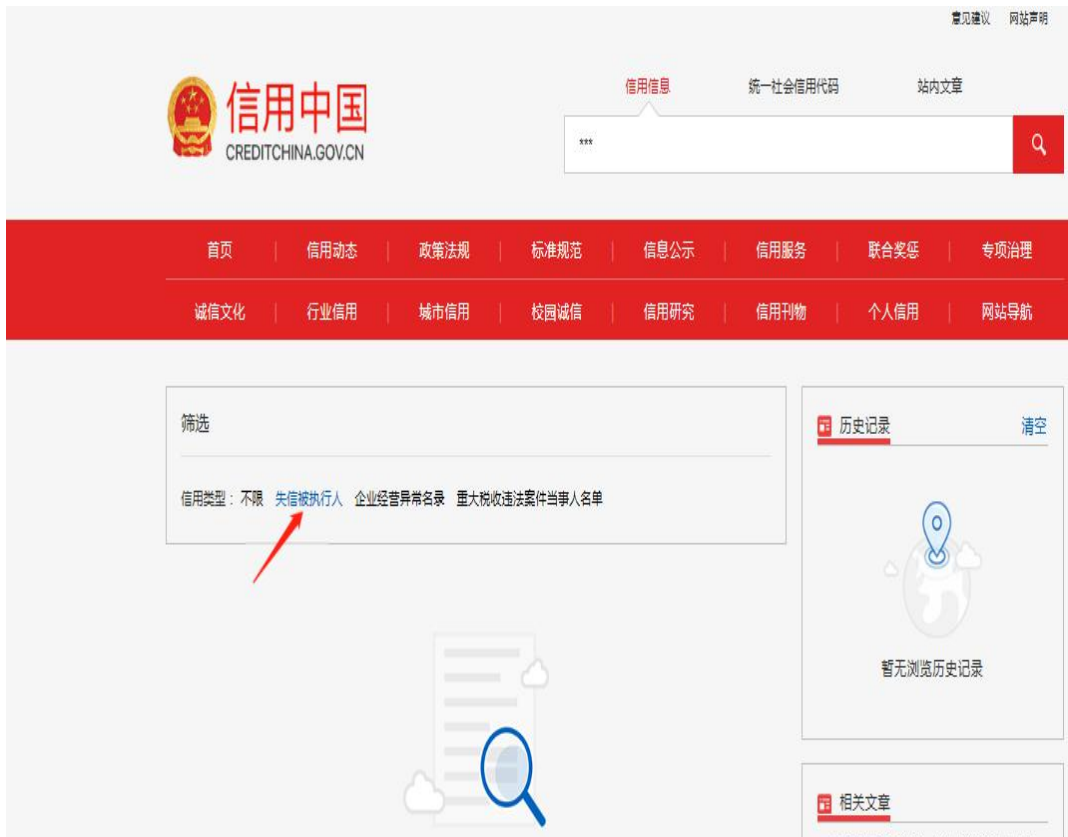 意见建议 网站声明
信用信息 统一社会信用代码 站内文章
信用中国
CREDITCHINA.GOV.CN
***
首页 信用动态 政策法规 标准规范 信息公示 信用服务 联合奖惩 专项治理
诚信文化 行业信用 城市信用 校园诚信 信用研究 信用刊物 个人信用 网站导航
筛选
信用类型：不限 失信被执行人 企业经营异常名录 重大税收违法案件当事人名单
历史记录 清空
暂无浏览历史记录
相关文章